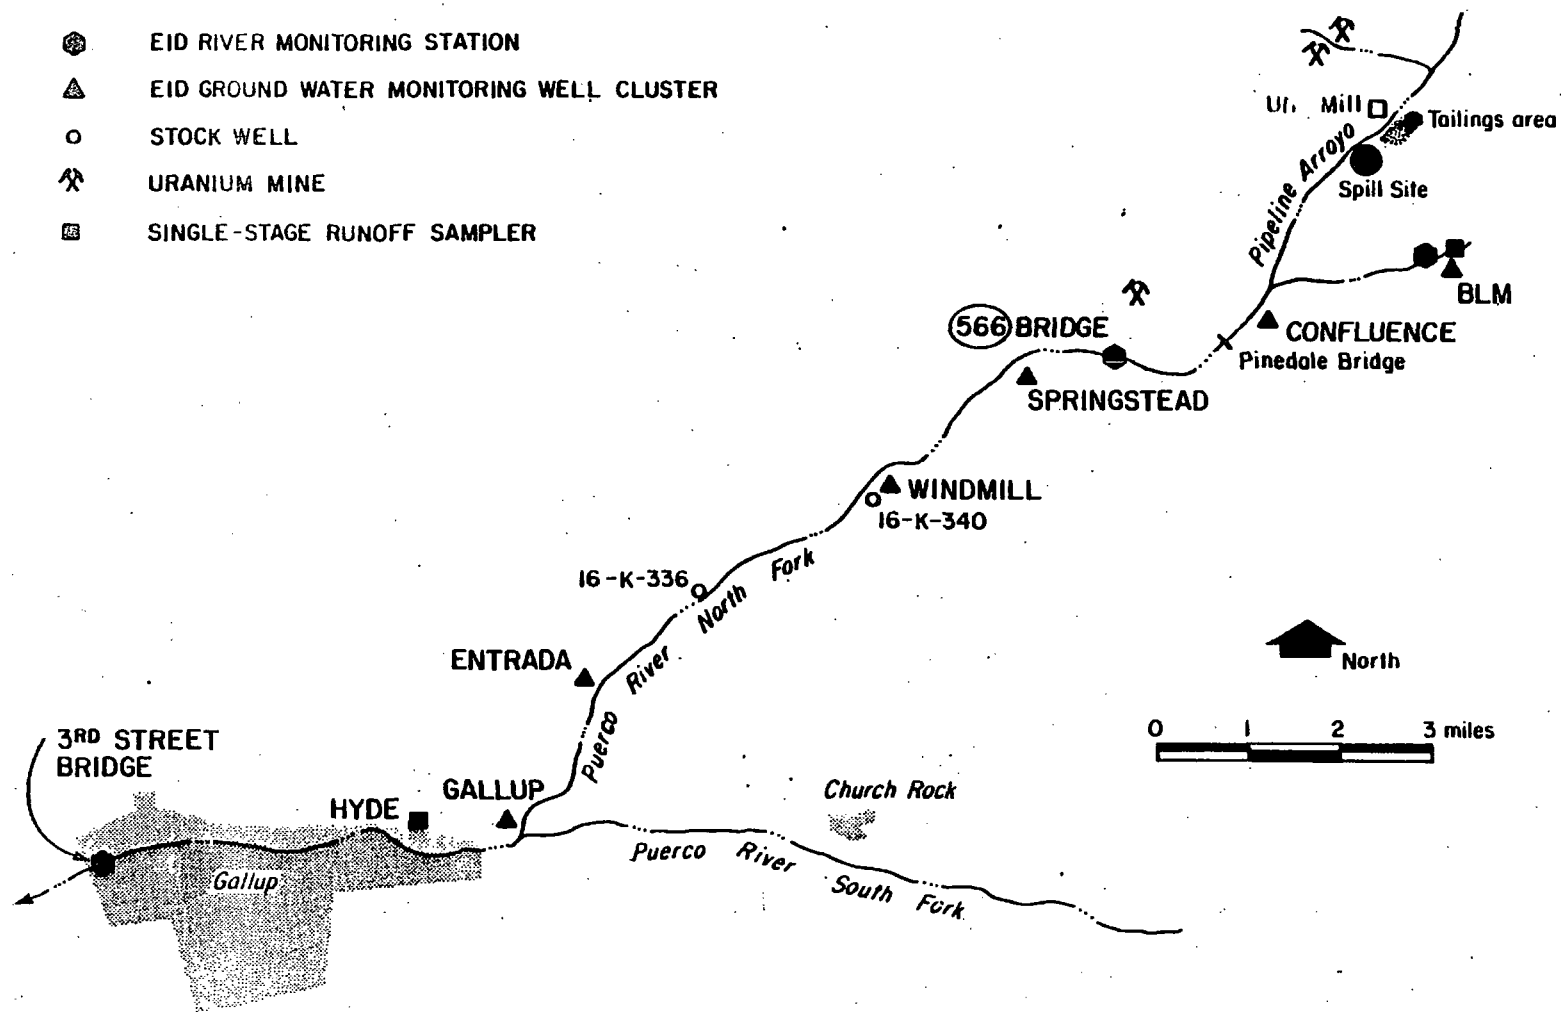 EID RIVER MONITORING STATION
EID GROUND WATER MONITORING WELL CLUSTER
STOCK WELL
URANIUM MINE
SINGLE-STAGE RUNOFF SAMPLER
Mill
Tailings area
Pipeline Arroyo
Spill Site
BLM
566 BRIDGE
CONFLUENCE
Pinedale Bridge
SPRINGSTEAD
WINDMILL
16-K-340
16-K-336
Puerco River North Fork
ENTRADA
North
0 1 2 3 miles
3RD STREET
BRIDGE
HYDE
GALLUP
Church Rock
Puerco River South Fork
Gallup